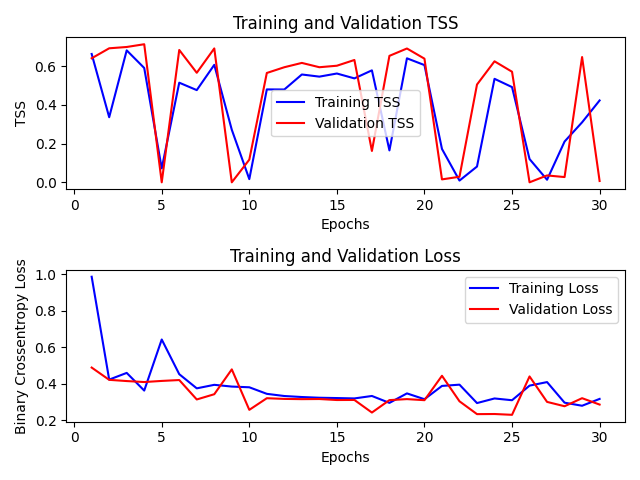 Training and Validation TSS
0.6
0.4
0.2
0.0
TSS
Training TSS
Validation TSS
0 5 10 15 20 25 30
Epochs
Training and Validation Loss
1.0
0.8
0.6
0.4
0.2
Binary Crossentropy Loss
Training Loss
Validation Loss
0 5 10 15 20 25 30
Epochs